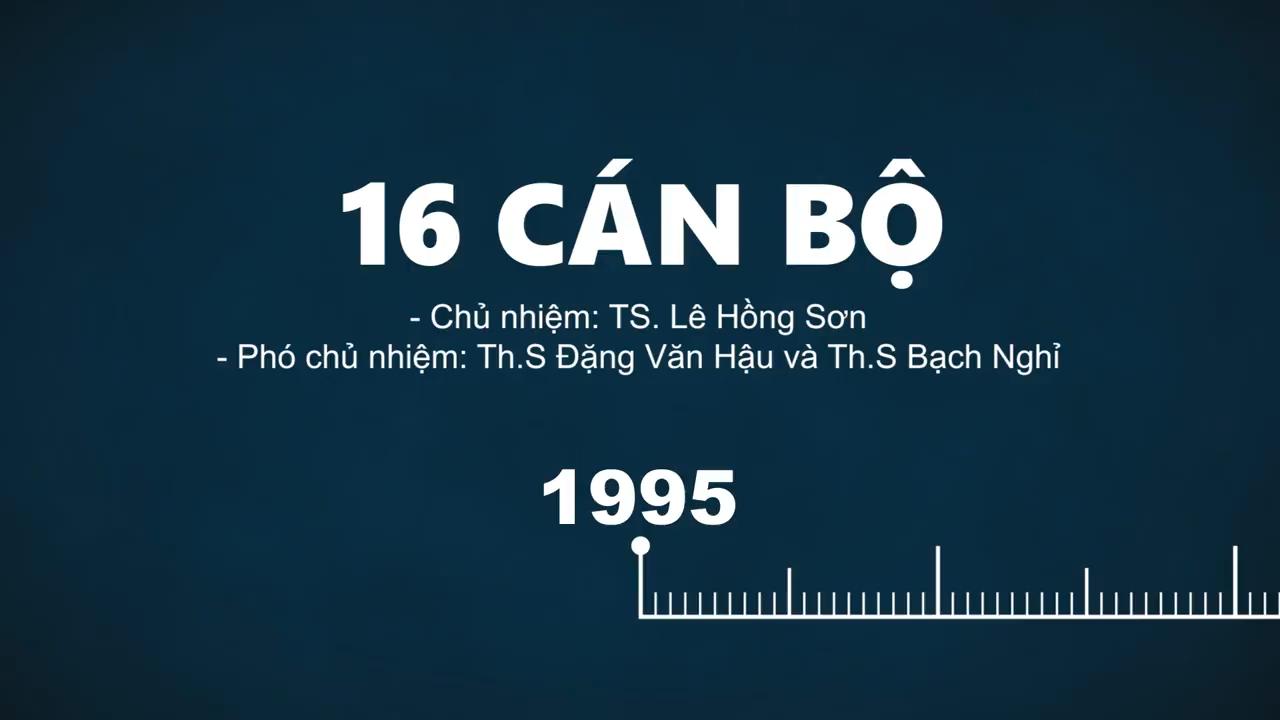 16 CÁN BỘ
- Chủ nhiệm: TS. Lê Hồng Sơn
- Phó chủ nhiệm: Th.S Đặng Văn Hậu và Th.S Bạch Nghỉ
1995